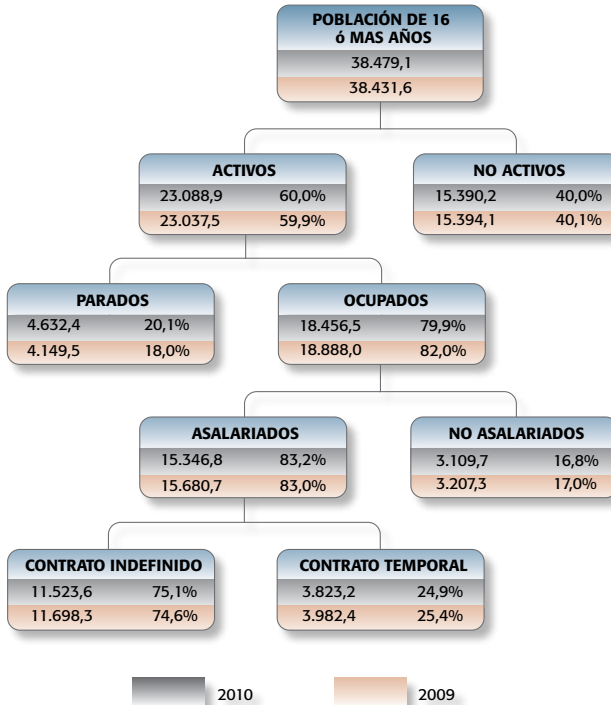 POBLACIÓN DE 16
ó MAS AÑOS
38.479,1
38.431,6
ACTIVOS
23.088,9 60,0%
23.037,5 59,9%
NO ACTIVOS
15.390,2 40,0%
15.394,1 40,1%
PARADOS
4.632,4 20,1%
4.149,5 18,0%
OCUPADOS
18.456,5 79,9%
18.888,0 82,0%
ASALARIADOS
15.346,8 83,2%
15.680,7 83,0%
NO ASALARIADOS
3.109,7 16,8%
3.207,3 17,0%
CONTRATO INDEFINIDO
11.523,6 75,1%
11.698,3 74,6%
CONTRATO TEMPORAL
3.823,2 24,9%
3.982,4 25,4%
2010
2009